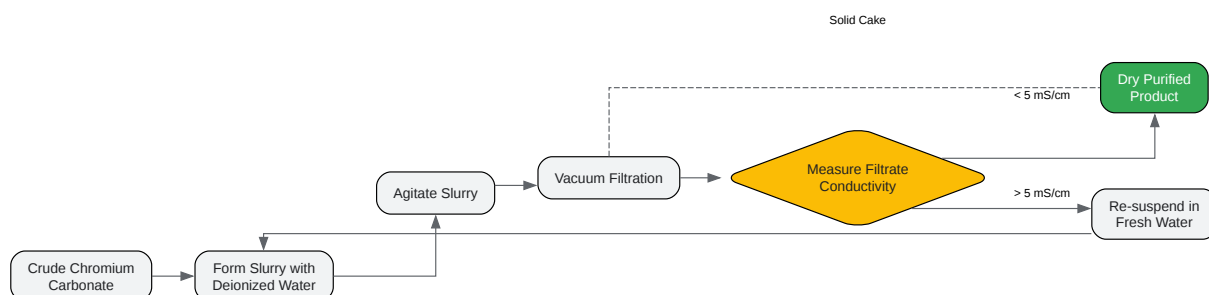 Solid Cake
Dry Purified
Product
< 5 mS/cm
Measure Filtrate
Conductivity
Vacuum Filtration
Agitate Slurry
> 5 mS/cm
Re-suspend in
Fresh Water
Crude Chromium
Carbonate
Form Slurry with
Deionized Water